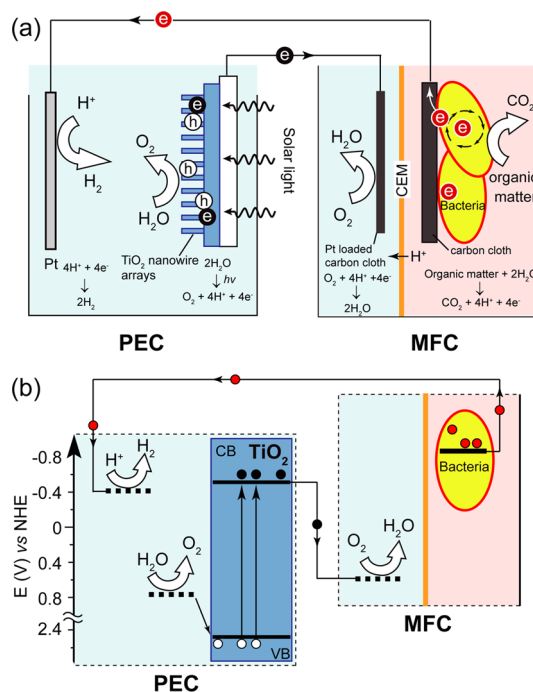 (a)
e
e
H⁺
H₂
O₂
H₂O
e
h
h
h
e
Solar light
Pt
4H⁺ + 4e⁻
↓
2H₂
TiO₂ nanowire
arrays
2H₂O
↓ hv
O₂ + 4H⁺ + 4e⁻
PEC
H₂O
O₂
CEM
e
e
e
Bacteria
CO₂
organic
matter
Pt loaded
carbon cloth
O₂ + 4H⁺ +4e⁻
↓
2H₂O
H⁺
carbon cloth
Organic matter + 2H₂O
↓
CO₂ + 4H⁺ + 4e⁻
MFC
(b)
E (V) vs NHE
-0.8
-0.4
0
0.4
0.8
2.4
H⁺
H₂
H₂O
O₂
CB
TiO₂
VB
PEC
O₂
H₂O
Bacteria
MFC